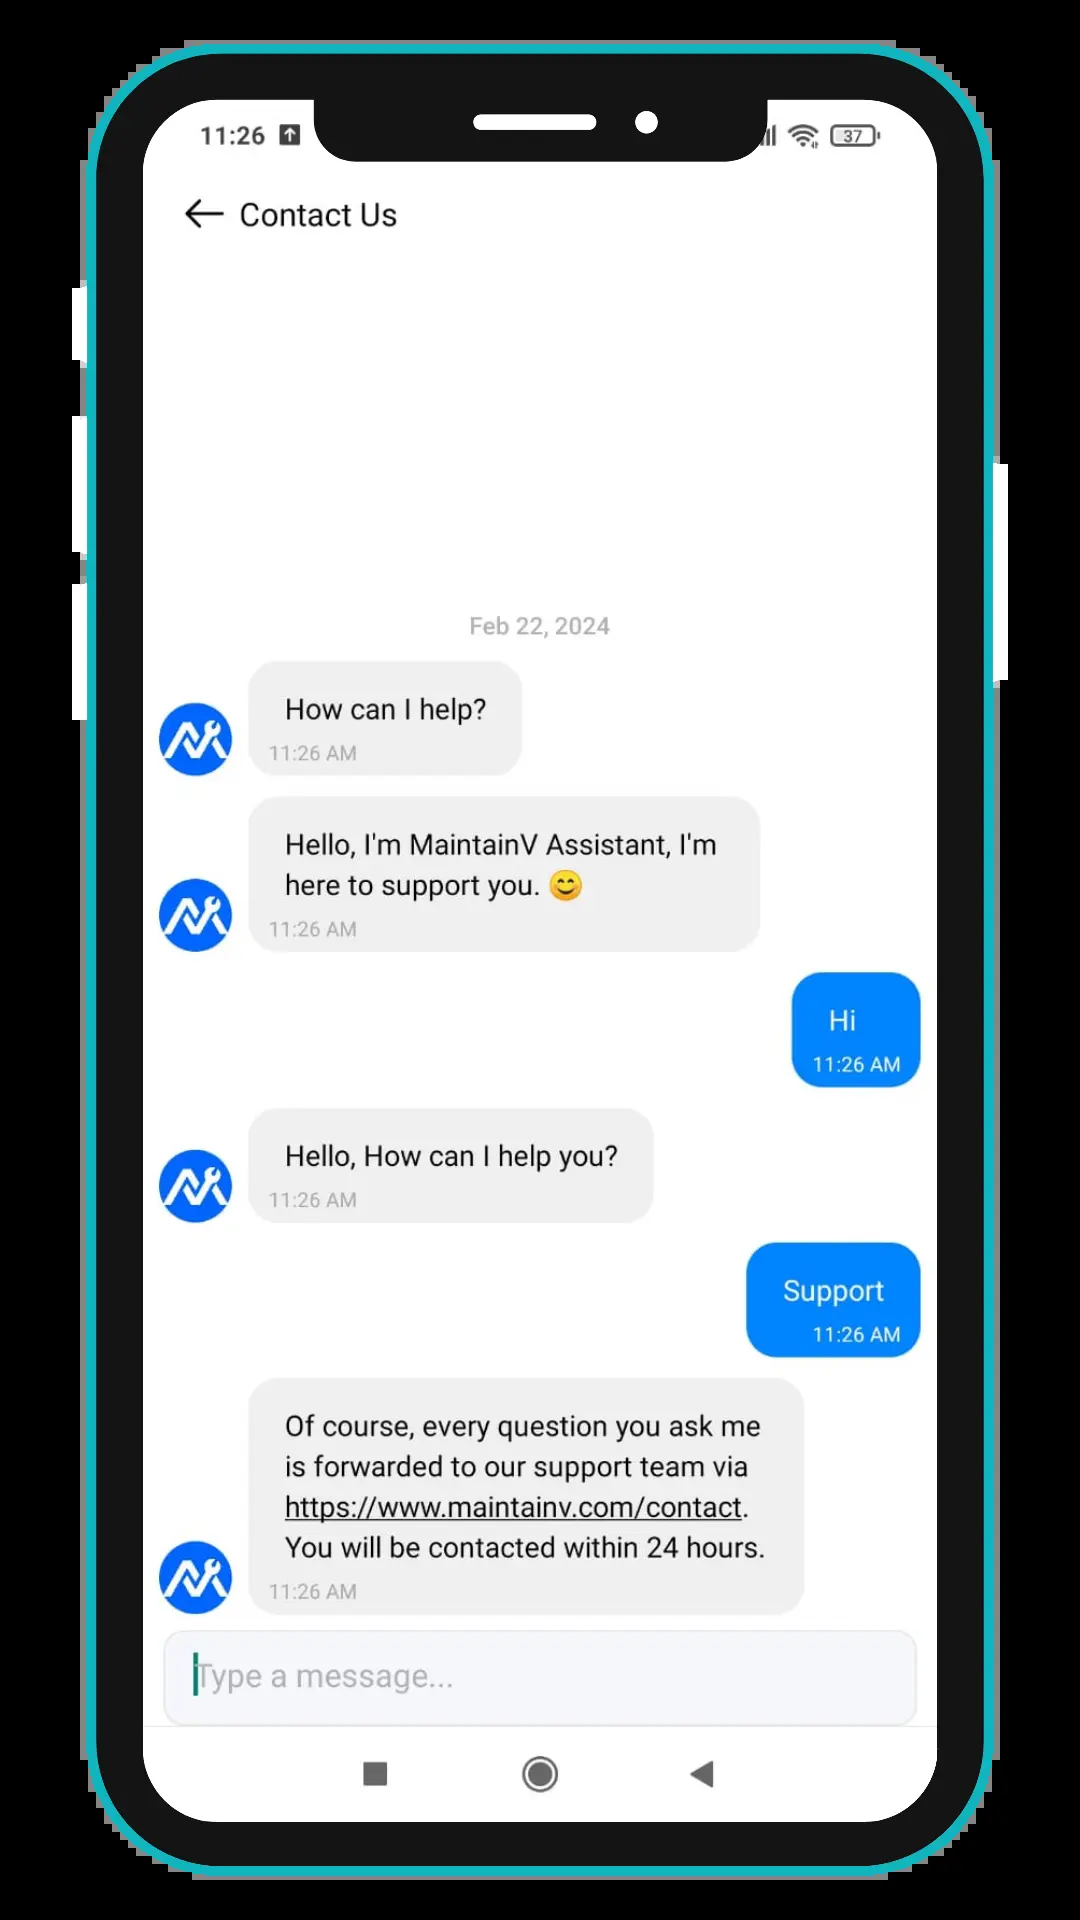 11:26
37
Contact Us
Feb 22, 2024
How can I help?
11:26 AM
Hello, I'm MaintainV Assistant, I'm
here to support you. 😊
11:26 AM
Hi
11:26 AM
Hello, How can I help you?
11:26 AM
Support
11:26 AM
Of course, every question you ask me
is forwarded to our support team via
https://www.maintainv.com/contact.
You will be contacted within 24 hours.
11:26 AM
Type a message...